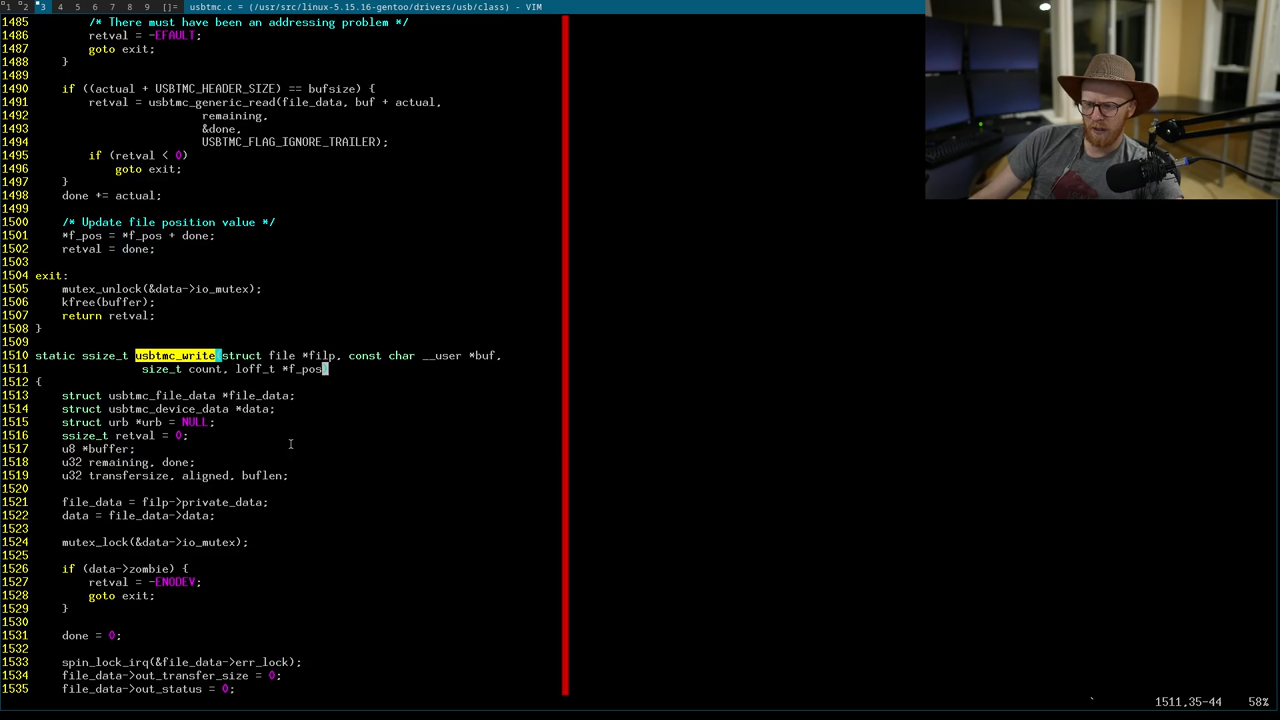 1 2 3 4 5 6 7 8 9 []= usbtmc.c = (/usr/src/linux-5.15.16-gentoo/drivers/usb/class) - VIM
1485 /* There must have been an addressing problem */
1486 retval = -EFAULT;
1487 goto exit;
1488 }
1489
1490 if ((actual + USBTMC_HEADER_SIZE) == bufsize) {
1491 retval = usbtmc_generic_read(file_data, buf + actual,
1492 remaining,
1493 &done,
1494 USBTMC_FLAG_IGNORE_TRAILER);
1495 if (retval < 0)
1496 goto exit;
1497 }
1498 done += actual;
1499
1500 /* Update file position value */
1501 *f_pos = *f_pos + done;
1502 retval = done;
1503
1504 exit:
1505 mutex_unlock(&data->io_mutex);
1506 kfree(buffer);
1507 return retval;
1508 }
1509
1510 static ssize_t usbtmc_write(struct file *filp, const char __user *buf,
1511 size_t count, loff_t *f_pos)
1512 {
1513 struct usbtmc_file_data *file_data;
1514 struct usbtmc_device_data *data;
1515 struct urb *urb = NULL;
1516 ssize_t retval = 0;
1517 u8 *buffer;
1518 u32 remaining, done;
1519 u32 transfersize, aligned, buflen;
1520
1521 file_data = filp->private_data;
1522 data = file_data->data;
1523
1524 mutex_lock(&data->io_mutex);
1525
1526 if (data->zombie) {
1527 retval = -ENODEV;
1528 goto exit;
1529 }
1530
1531 done = 0;
1532
1533 spin_lock_irq(&file_data->err_lock);
1534 file_data->out_transfer_size = 0;
1535 file_data->out_status = 0;
` 1511,35-44 58%